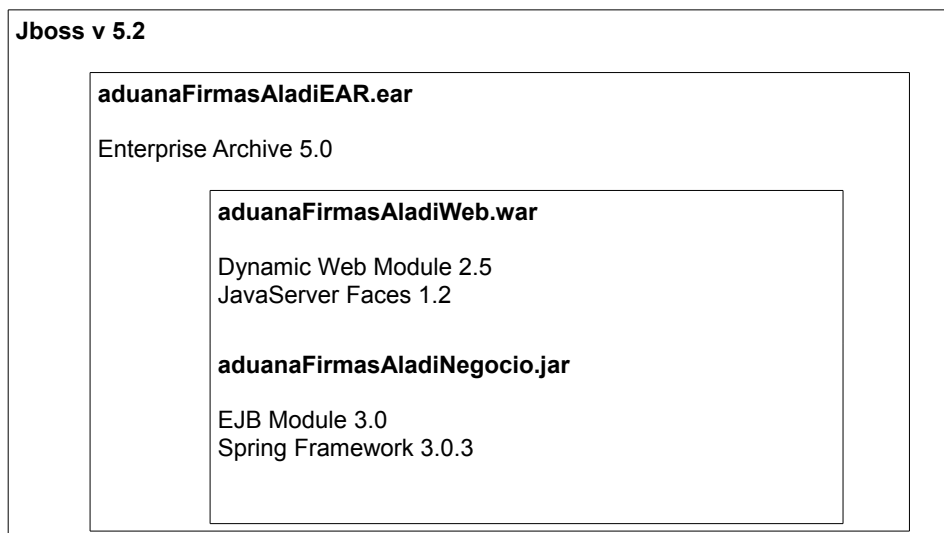 Jboss v 5.2
aduanaFirmasAladiEAR.ear
Enterprise Archive 5.0
aduanaFirmasAladiWeb.war
Dynamic Web Module 2.5
JavaServer Faces 1.2
aduanaFirmasAladiNegocio.jar
EJB Module 3.0
Spring Framework 3.0.3